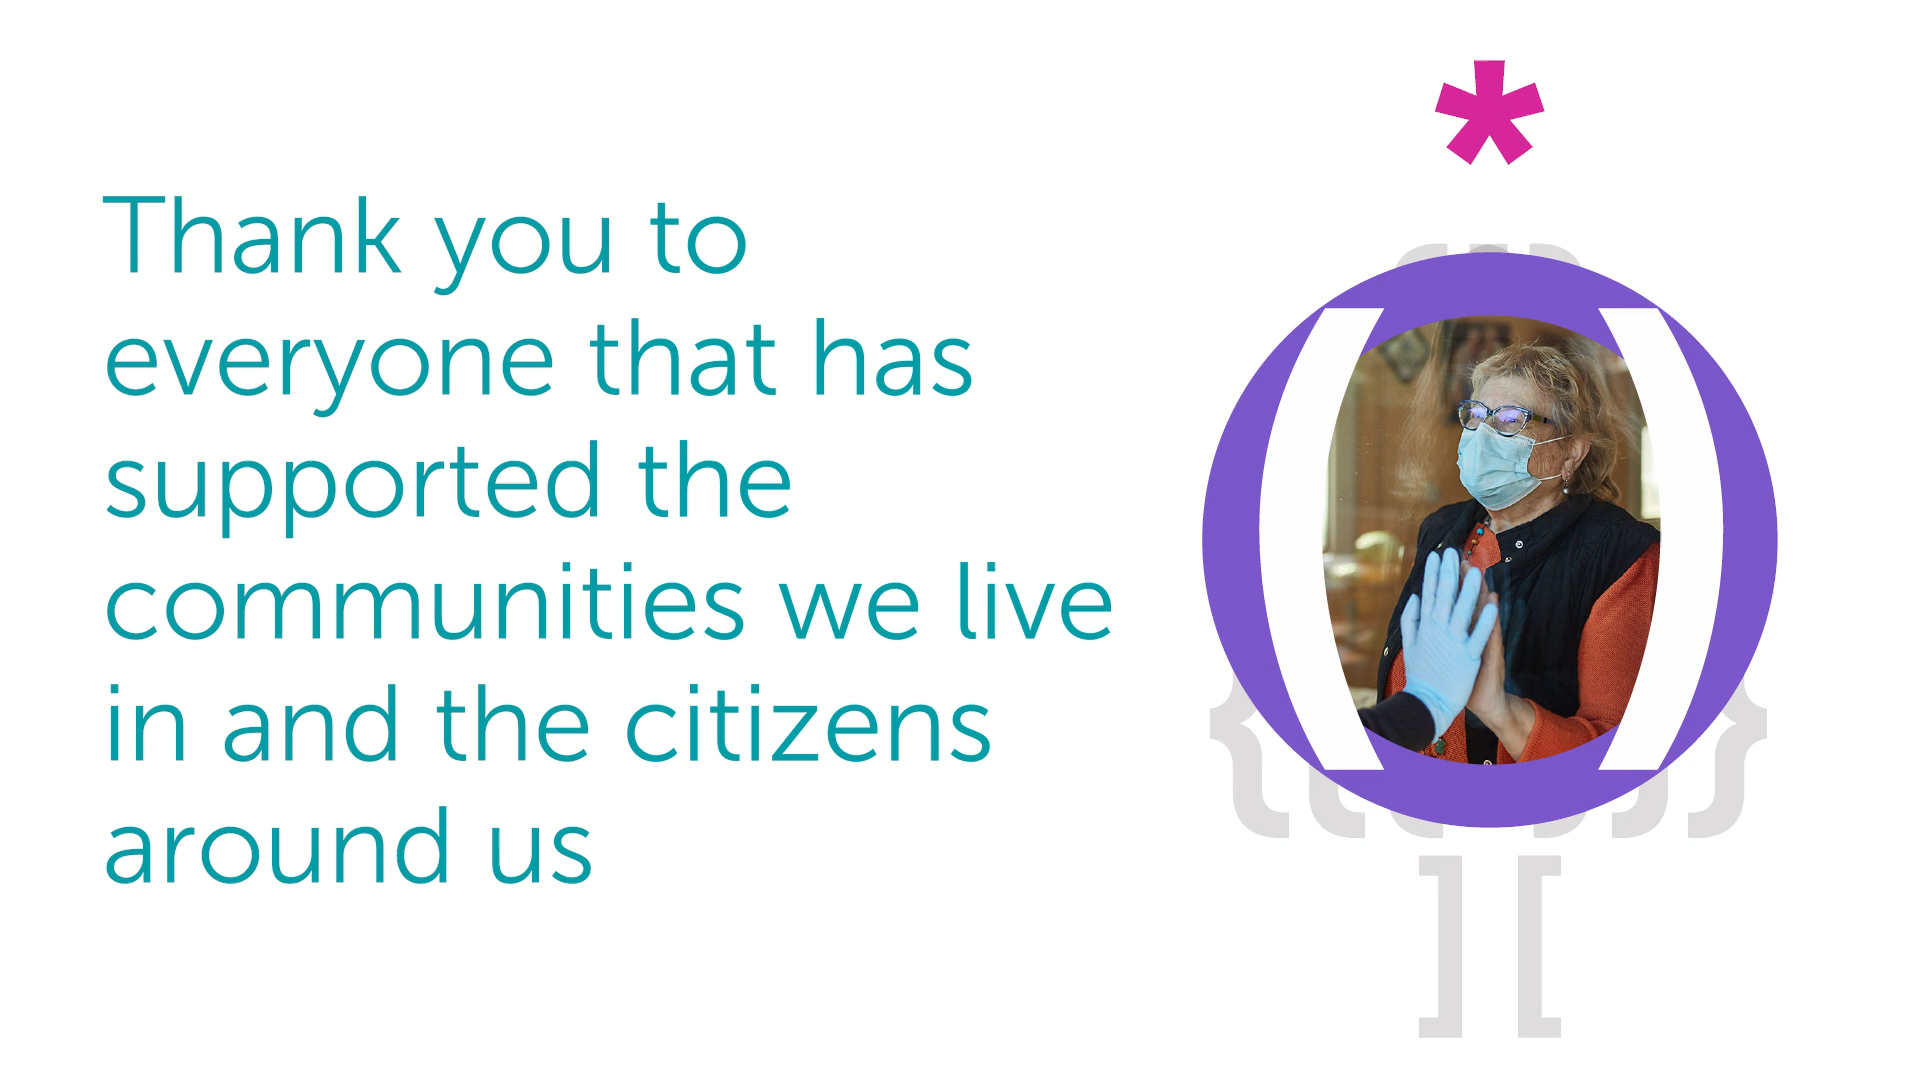 Thank you to
everyone that has
supported the
communities we live
in and the citizens
around us